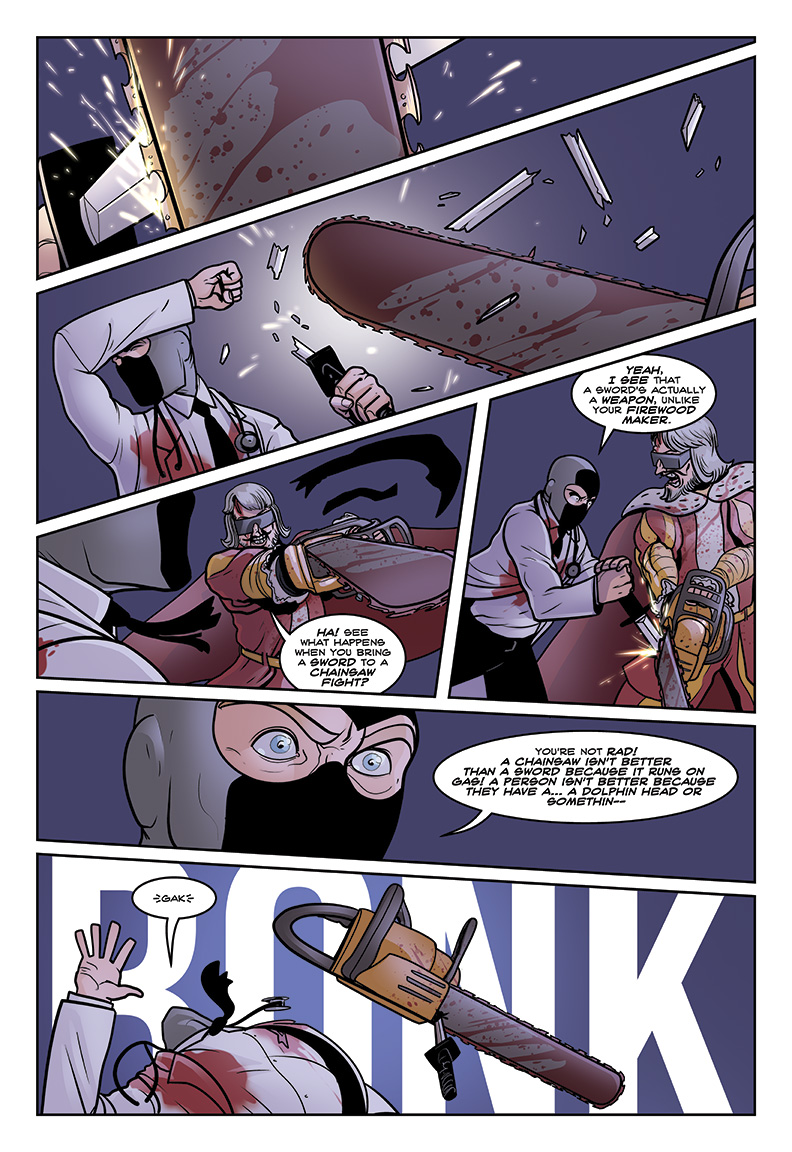 HA! SEE
WHAT HAPPENS
WHEN YOU BRING
A SWORD TO A
CHAINSAW
FIGHT?
YEAH,
I SEE THAT
A SWORD'S ACTUALLY
A WEAPON, UNLIKE
YOUR FIREWOOD
MAKER.
YOU'RE NOT RAD!
A CHAINSAW ISN'T BETTER
THAN A SWORD BECAUSE IT RUNS ON
GAS! A PERSON ISN'T BETTER BECAUSE
THEY HAVE A... A DOLPHIN HEAD OR
SOMETHIN--
GAK
BONK